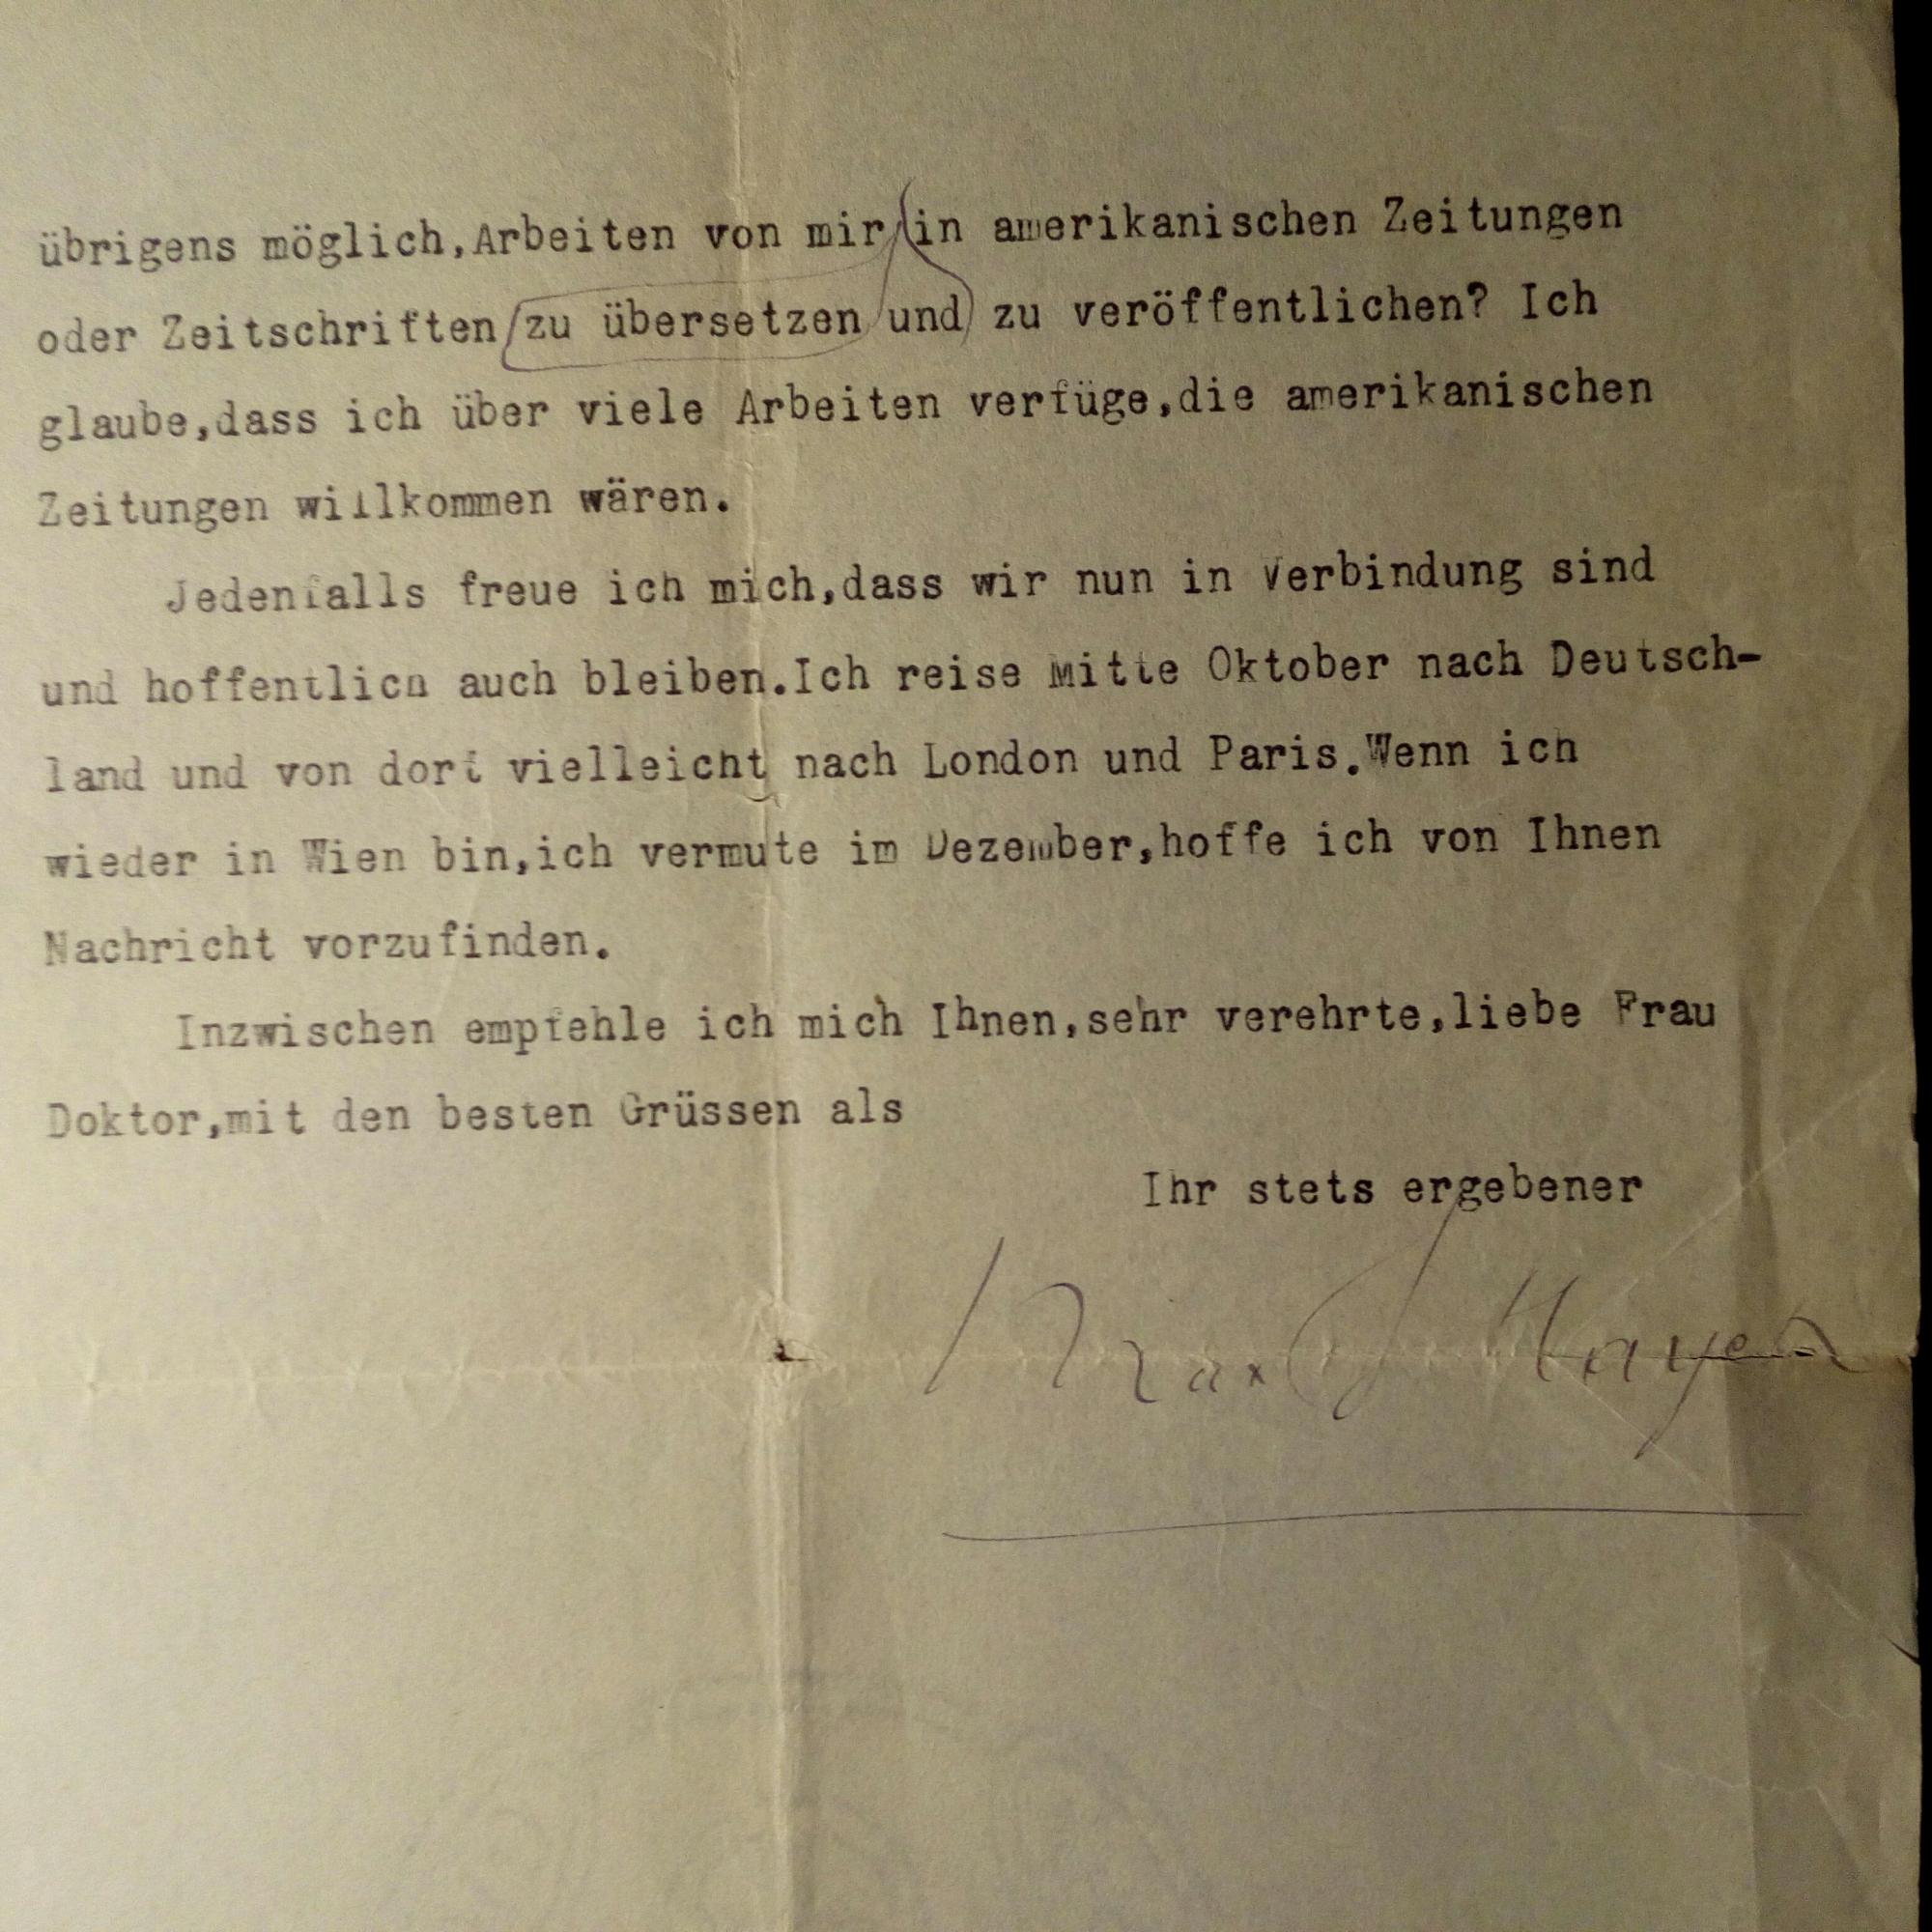 übrigens möglich,Arbeiten von mir in amerikanischen Zeitungen
oder Zeitschriften zu übersetzen und zu veröffentlichen? Ich
glaube,dass ich über viele Arbeiten verfüge,die amerikanischen
Zeitungen willkommen wären.
Jedenfalls freue ich mich,dass wir nun in Verbindung sind
und hoffentlich auch bleiben.Ich reise Mitte Oktober nach Deutsch-
land und von dort vielleicht nach London und Paris.Wenn ich
wieder in Wien bin,ich vermute im Dezember,hoffe ich von Ihnen
Nachricht vorzufinden.
Inzwischen empfehle ich mich Ihnen,sehr verehrte,liebe Frau
Doktor,mit den besten Grüssen als
Ihr stets ergebener
Max Hayek